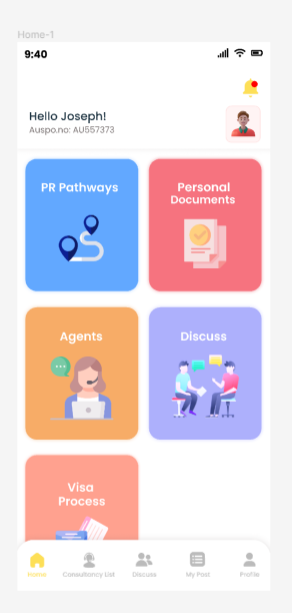 Home-1
9:40
Hello Joseph!
Auspo.no: AU557373
PR Pathways
Personal
Documents
Agents
Discuss
Visa
Process
Home
Consultancy List
Discuss
My Post
Profile